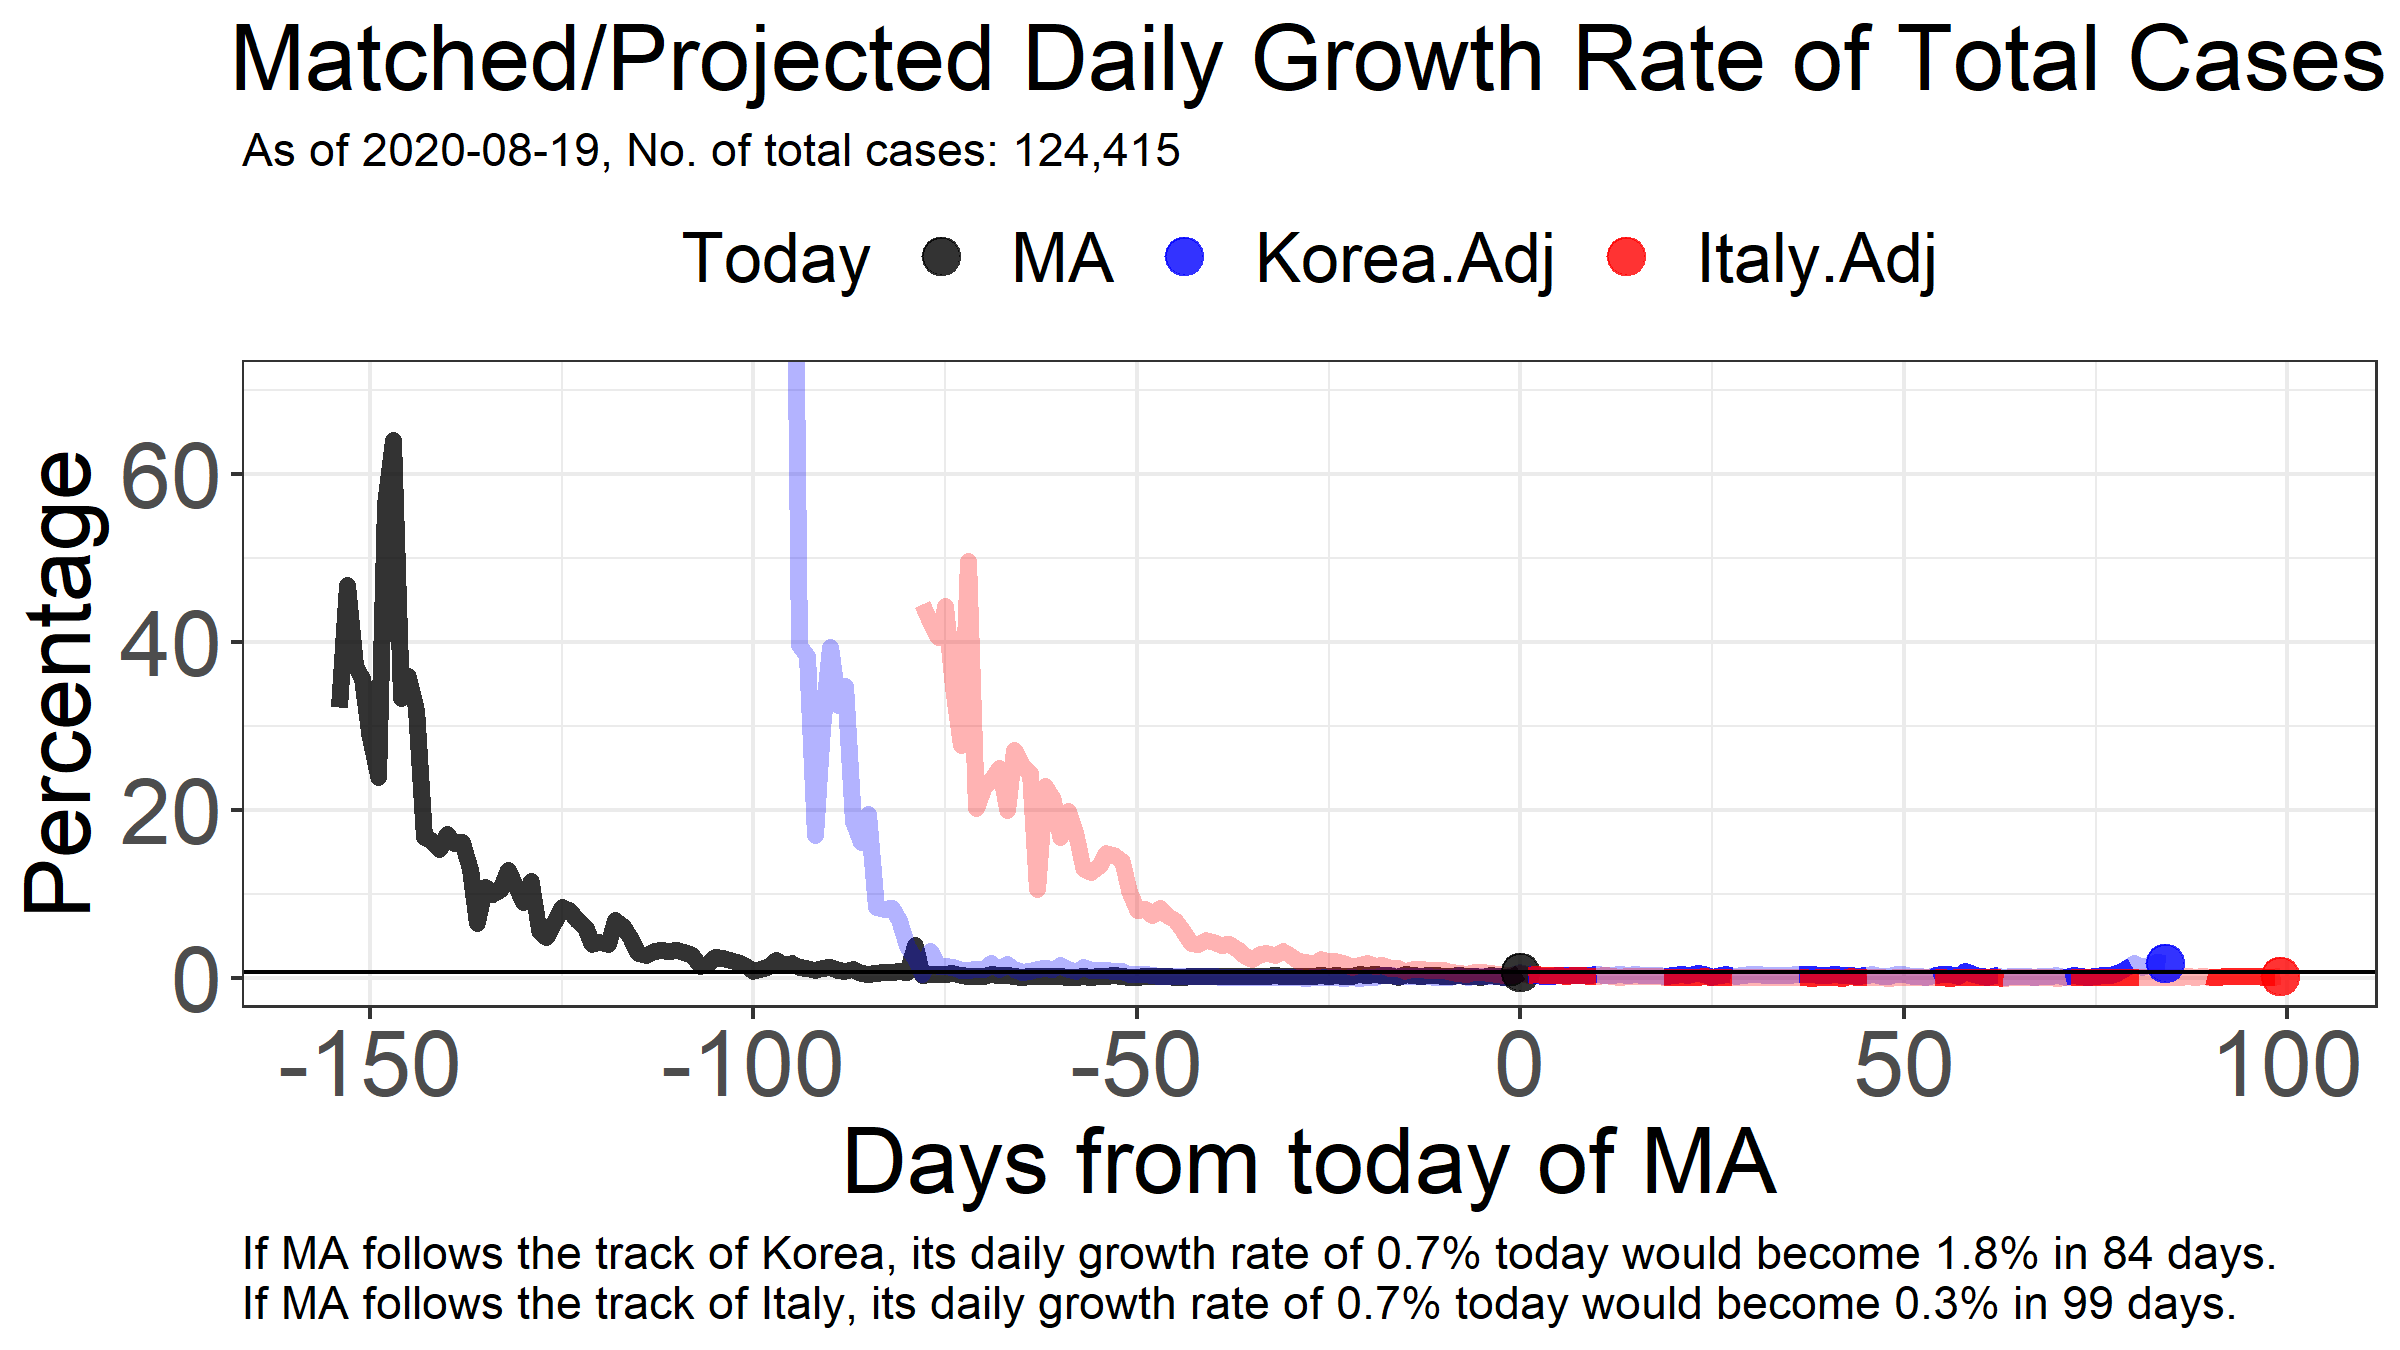 Matched/Projected Daily Growth Rate of Total Cases
As of 2020-08-19, No. of total cases: 124,415
Today MA Korea.Adj Italy.Adj
Percentage
60
40
20
0
-150 -100 -50 0 50 100
Days from today of MA
If MA follows the track of Korea, its daily growth rate of 0.7% today would become 1.8% in 84 days.
If MA follows the track of Italy, its daily growth rate of 0.7% today would become 0.3% in 99 days.